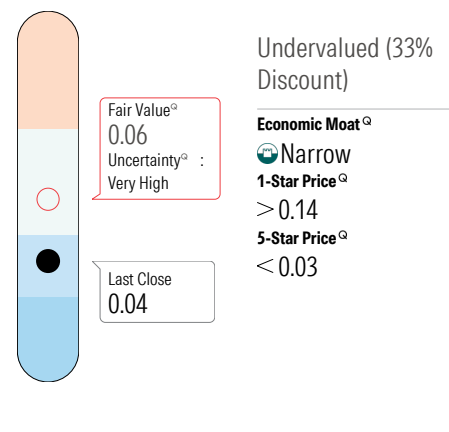 Undervalued (33%
Discount)
Fair Value Q
0.06
Uncertainty Q :
Very High
Economic Moat Q
Narrow
1-Star Price Q
>0.14
5-Star Price Q
<0.03
Last Close
0.04